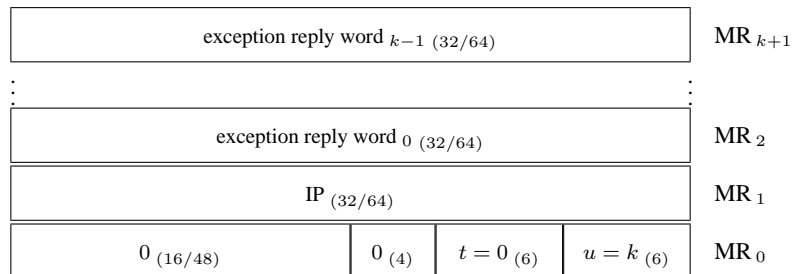 exception reply word k−1 (32/64) MR k+1
⋮ ⋮
exception reply word 0 (32/64) MR 2
IP (32/64) MR 1
0 (16/48) 0 (4) t = 0 (6) u = k (6) MR 0